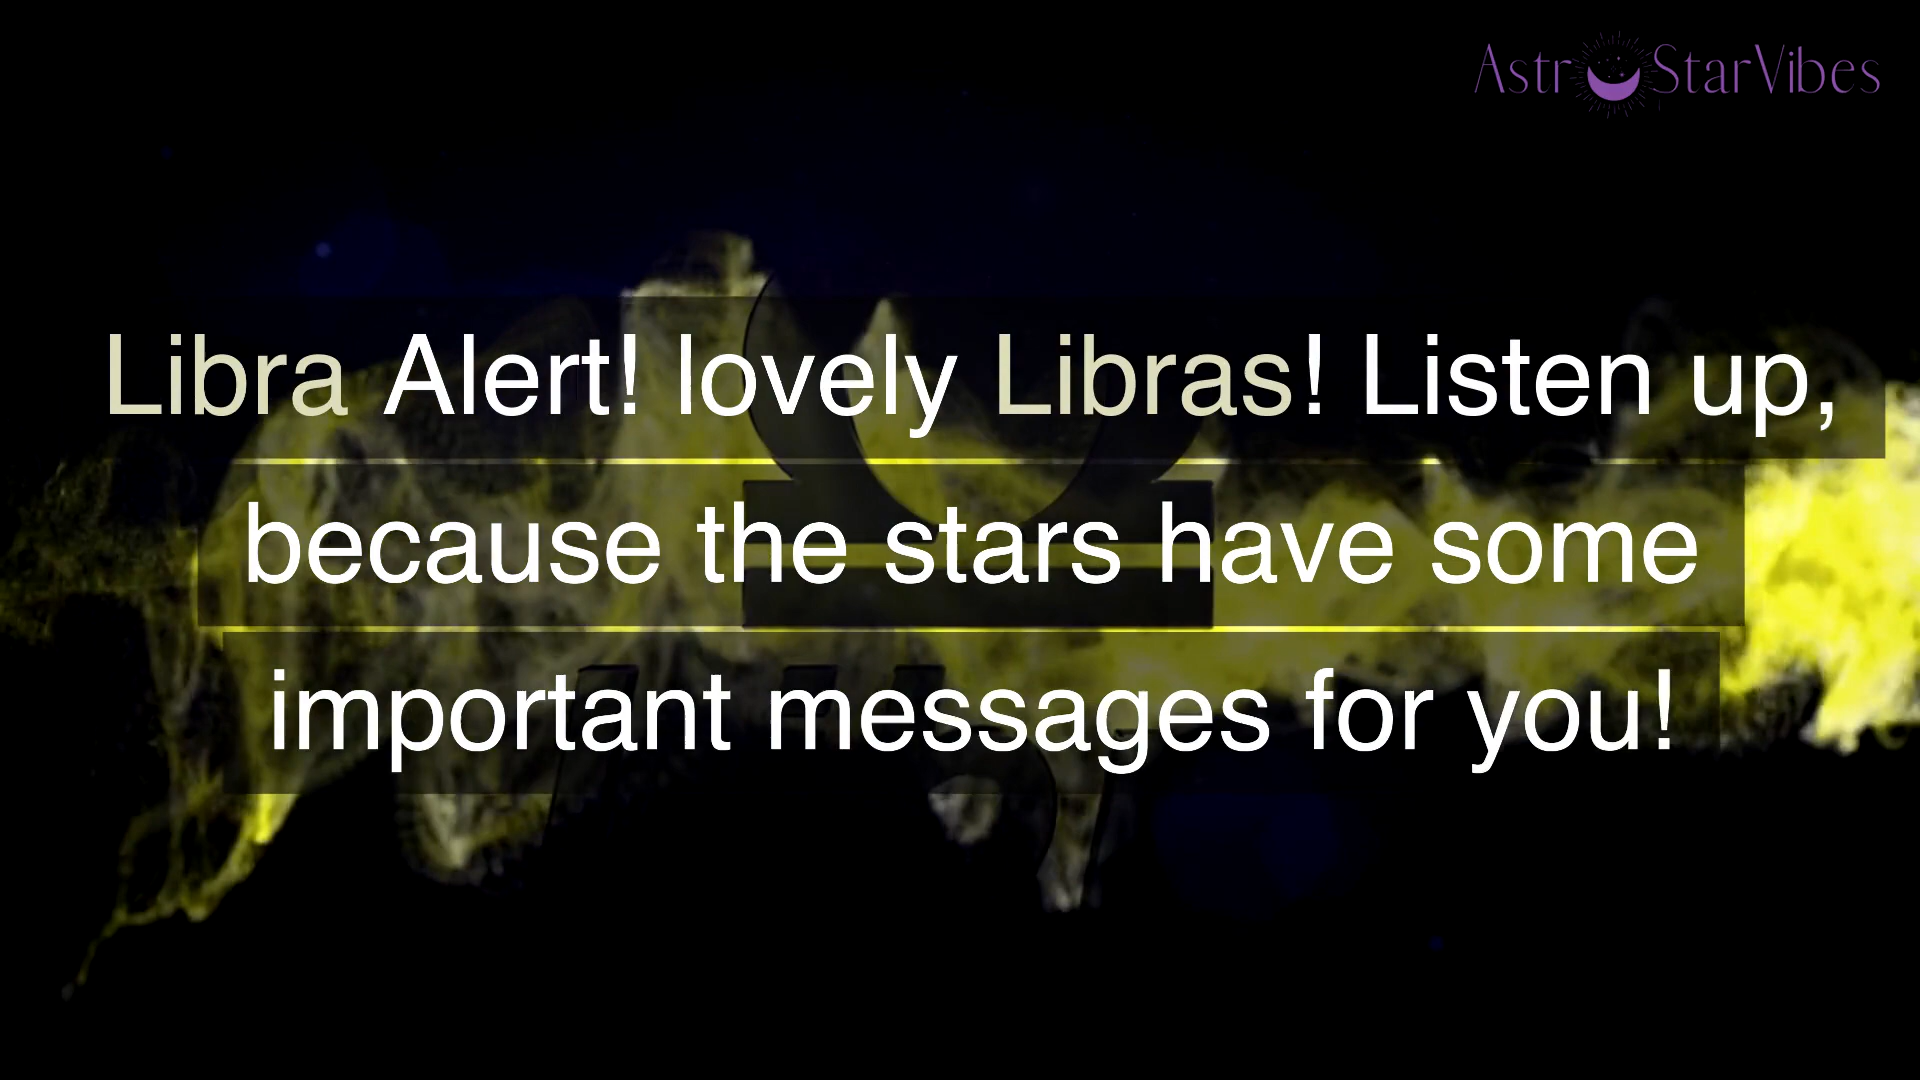 AstroStarVibes
Libra Alert! lovely Libras! Listen up,
because the stars have some
important messages for you!